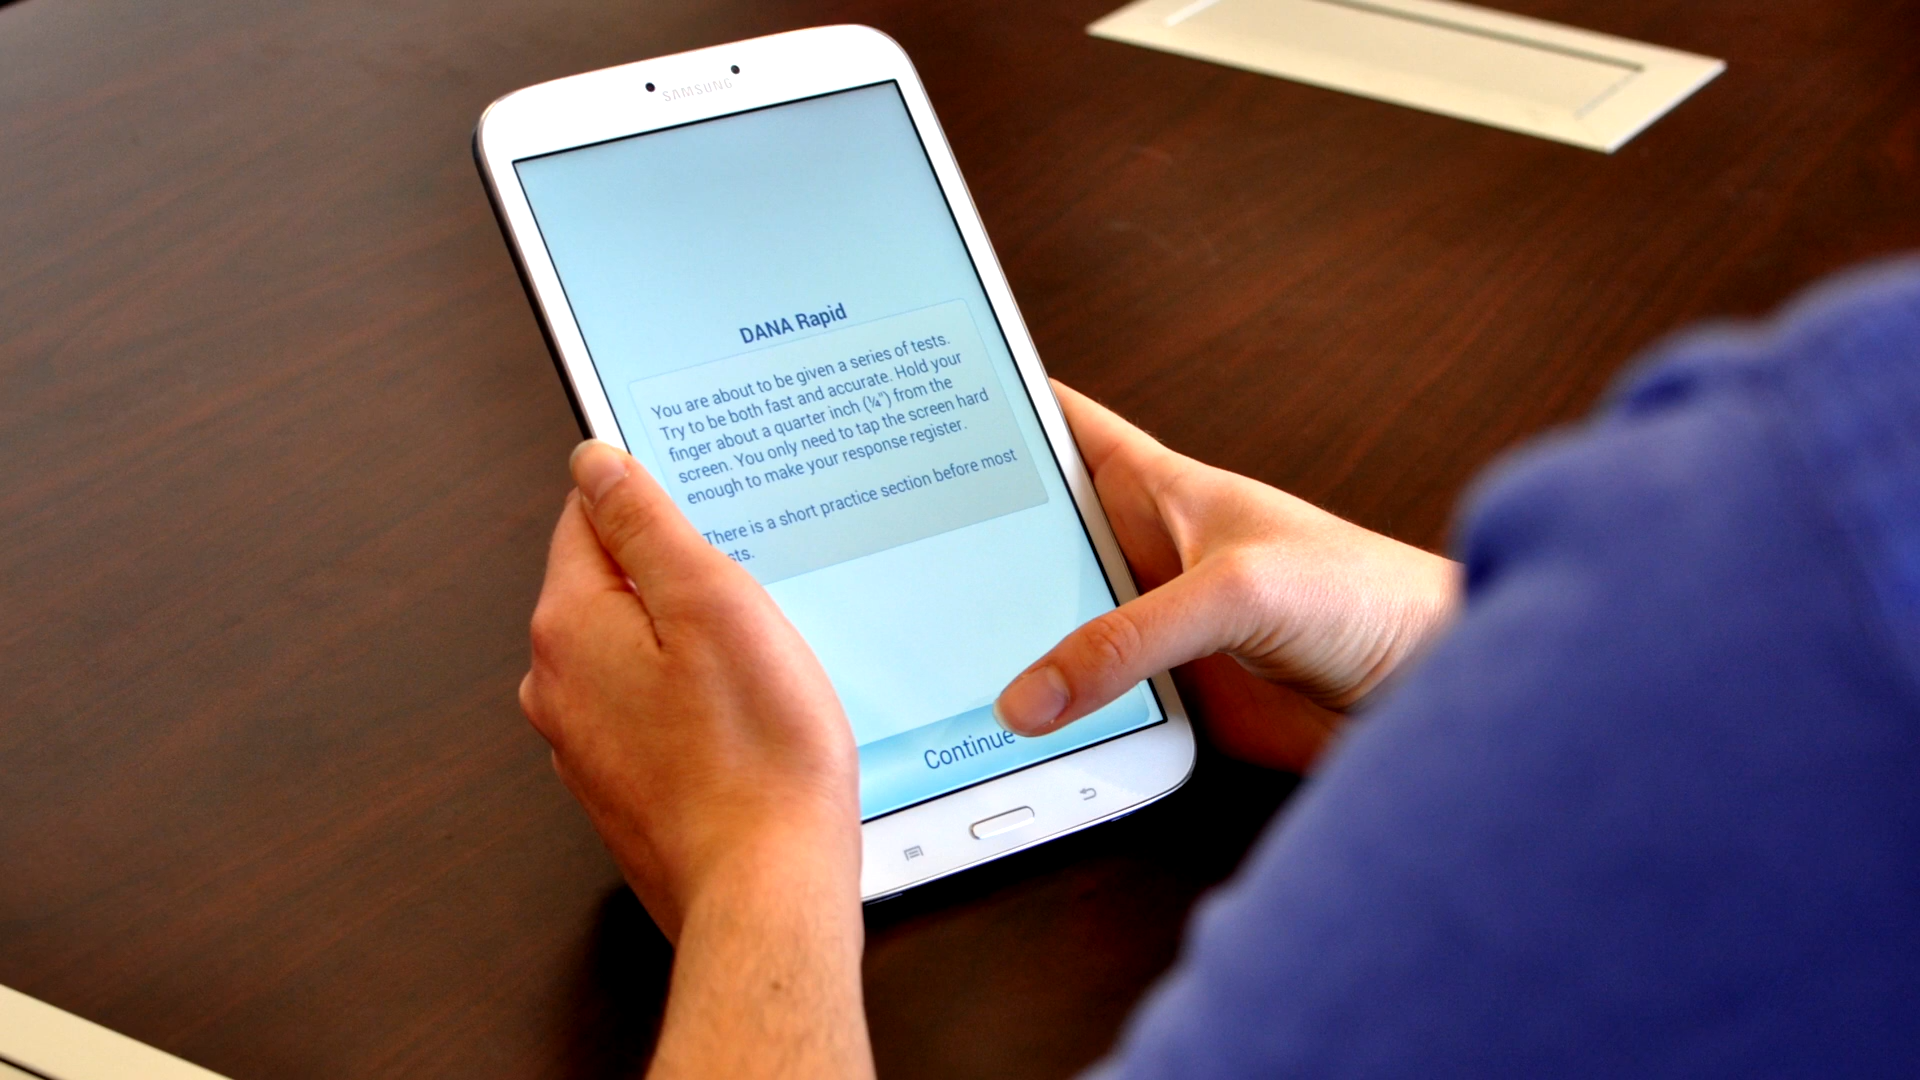 SAMSUNG
DANA Rapid
You are about to be given a series of tests.
Try to be both fast and accurate. Hold your
finger about a quarter inch (¼") from the
screen. You only need to tap the screen hard
enough to make your response register.
There is a short practice section before most
sts.
Continue